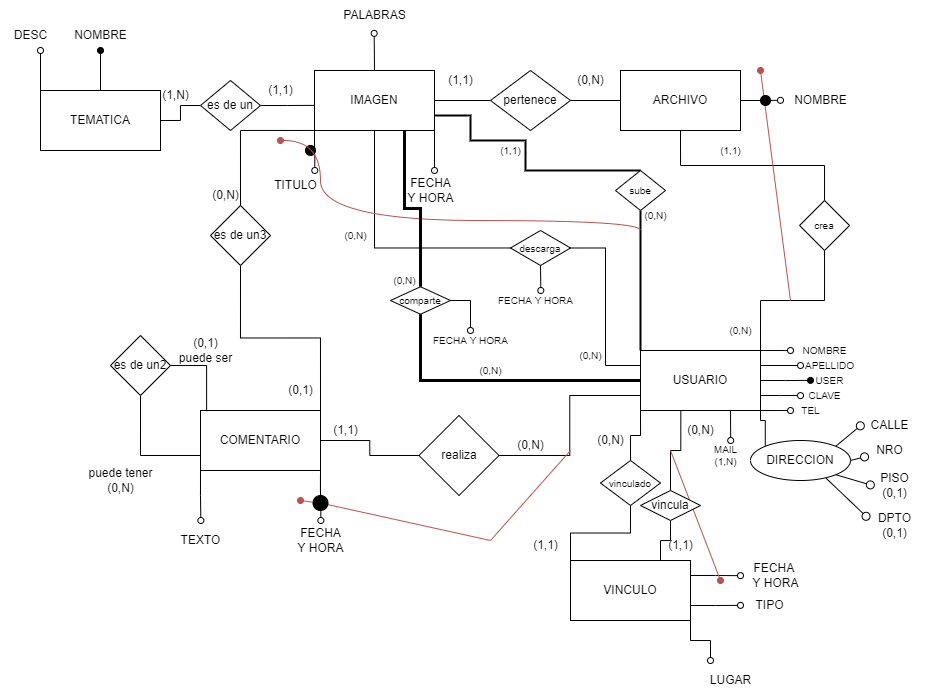 PALABRAS
DESC
NOMBRE
(1,N)
es de un
(1,1)
TEMATICA
IMAGEN
(1,1)
pertenece
(0,N)
ARCHIVO
NOMBRE
(1,1)
(1,1)
TITULO
FECHA
Y HORA
sube
(0,N)
(0,N)
es de un3
(0,N)
descarga
crea
FECHA Y HORA
(0,N)
comparte
FECHA Y HORA
(0,N)
(0,N)
(0,N)
(0,1)
puede ser
es de un2
(0,1)
USUARIO
NOMBRE
APELLIDO
USER
CLAVE
TEL
MAIL
(1,N)
DIRECCION
CALLE
NRO
PISO
(0,1)
DPTO
(0,1)
COMENTARIO
(1,1)
realiza
(0,N)
(0,N)
(0,N)
puede tener
(0,N)
vinculado
vincula
TEXTO
FECHA
Y HORA
(1,1)
(1,1)
VINCULO
FECHA
Y HORA
TIPO
LUGAR